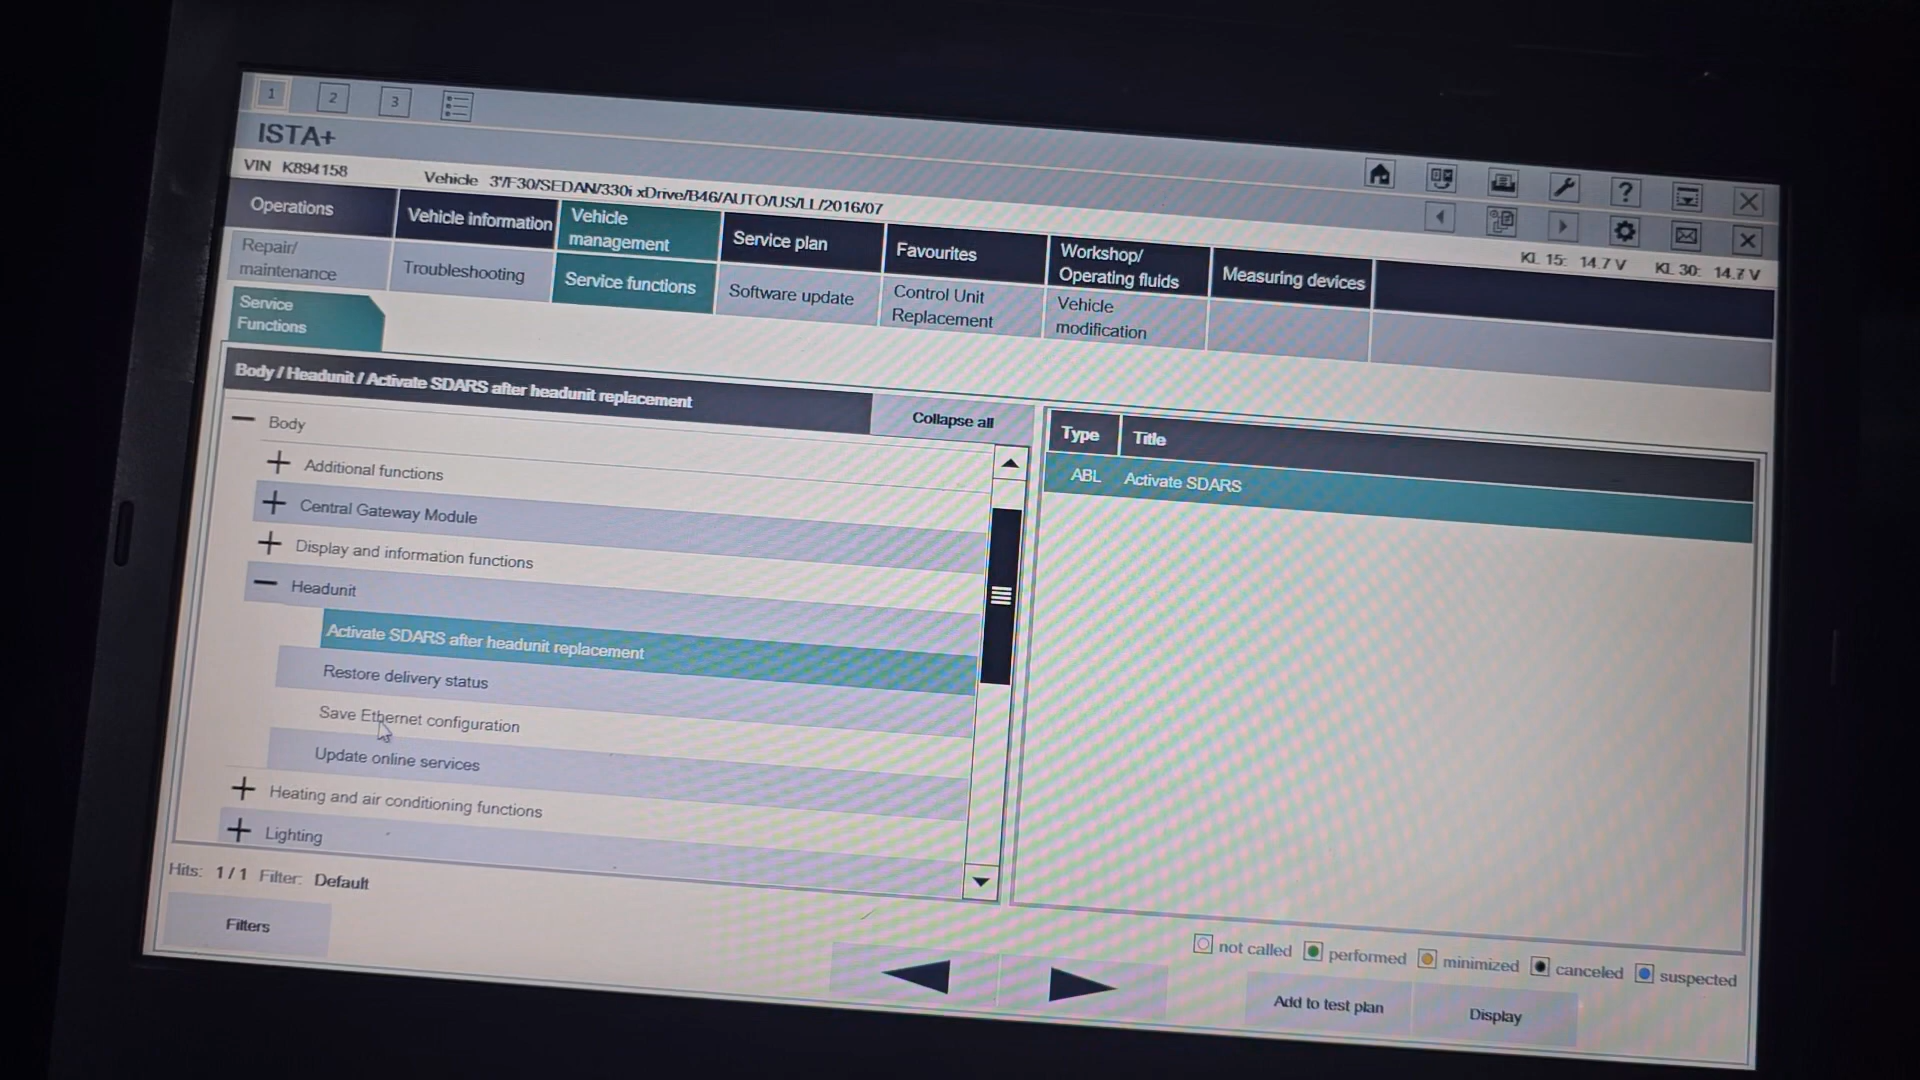 1 2 3
ISTA+
VIN K894158 Vehicle 3'/F30/SEDAN/330i xDrive/B46/AUTO/US/LL/2016/07
KL 15: 14.7 V KL 30: 14.7 V
Operations
Vehicle information
Vehicle
management
Service plan
Favourites
Workshop/
Operating fluids
Measuring devices
Repair/
maintenance
Troubleshooting
Service functions
Software update
Control Unit
Replacement
Vehicle
modification
Service
Functions
Body / Headunit / Activate SDARS after headunit replacement
Collapse all
Body
Additional functions
Central Gateway Module
Display and information functions
Headunit
Activate SDARS after headunit replacement
Restore delivery status
Save Ethernet configuration
Update online services
Heating and air conditioning functions
Lighting
Type Title
ABL Activate SDARS
Hits: 1 / 1 Filter: Default
Filters
not called performed minimized canceled suspected
Add to test plan
Display